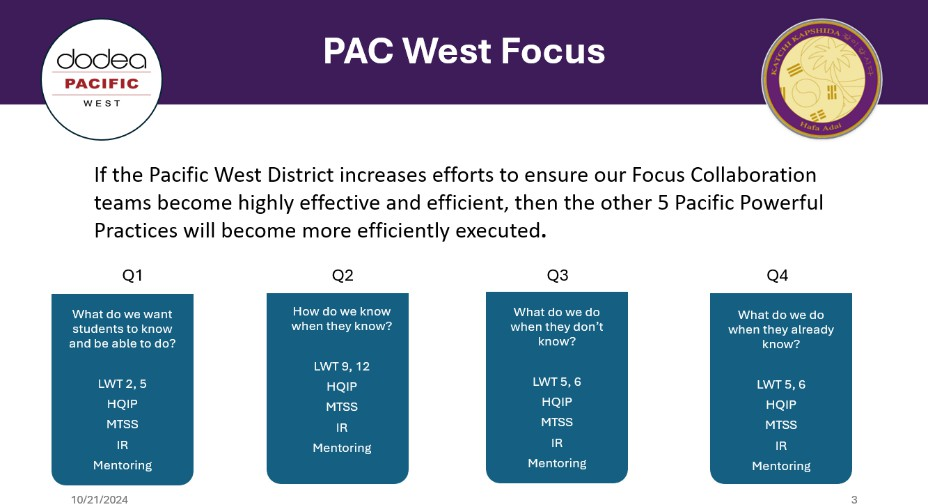 PAC West Focus
dodea
PACIFIC
WEST
KATCHI KAPSHIDA
Hafa Adai
If the Pacific West District increases efforts to ensure our Focus Collaboration
teams become highly effective and efficient, then the other 5 Pacific Powerful
Practices will become more efficiently executed.
Q1
What do we want
students to know
and be able to do?
LWT 2, 5
HQIP
MTSS
IR
Mentoring
Q2
How do we know
when they know?
LWT 9, 12
HQIP
MTSS
IR
Mentoring
Q3
What do we do
when they don’t
know?
LWT 5, 6
HQIP
MTSS
IR
Mentoring
Q4
What do we do
when they already
know?
LWT 5, 6
HQIP
MTSS
IR
Mentoring
10/21/2024
3